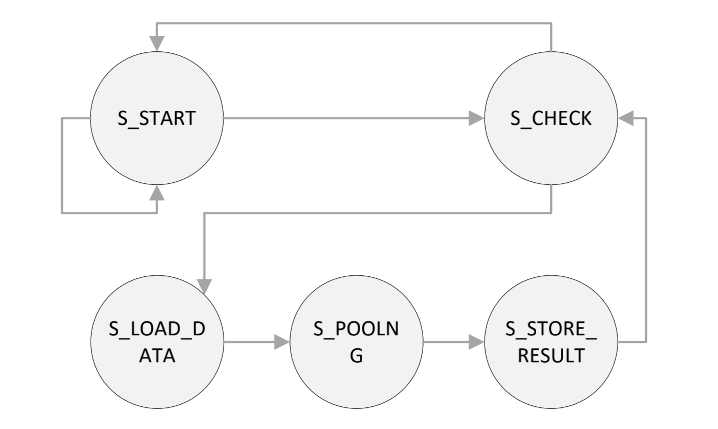 S_START
S_CHECK
S_LOAD_D
ATA
S_POOLN
G
S_STORE_
RESULT